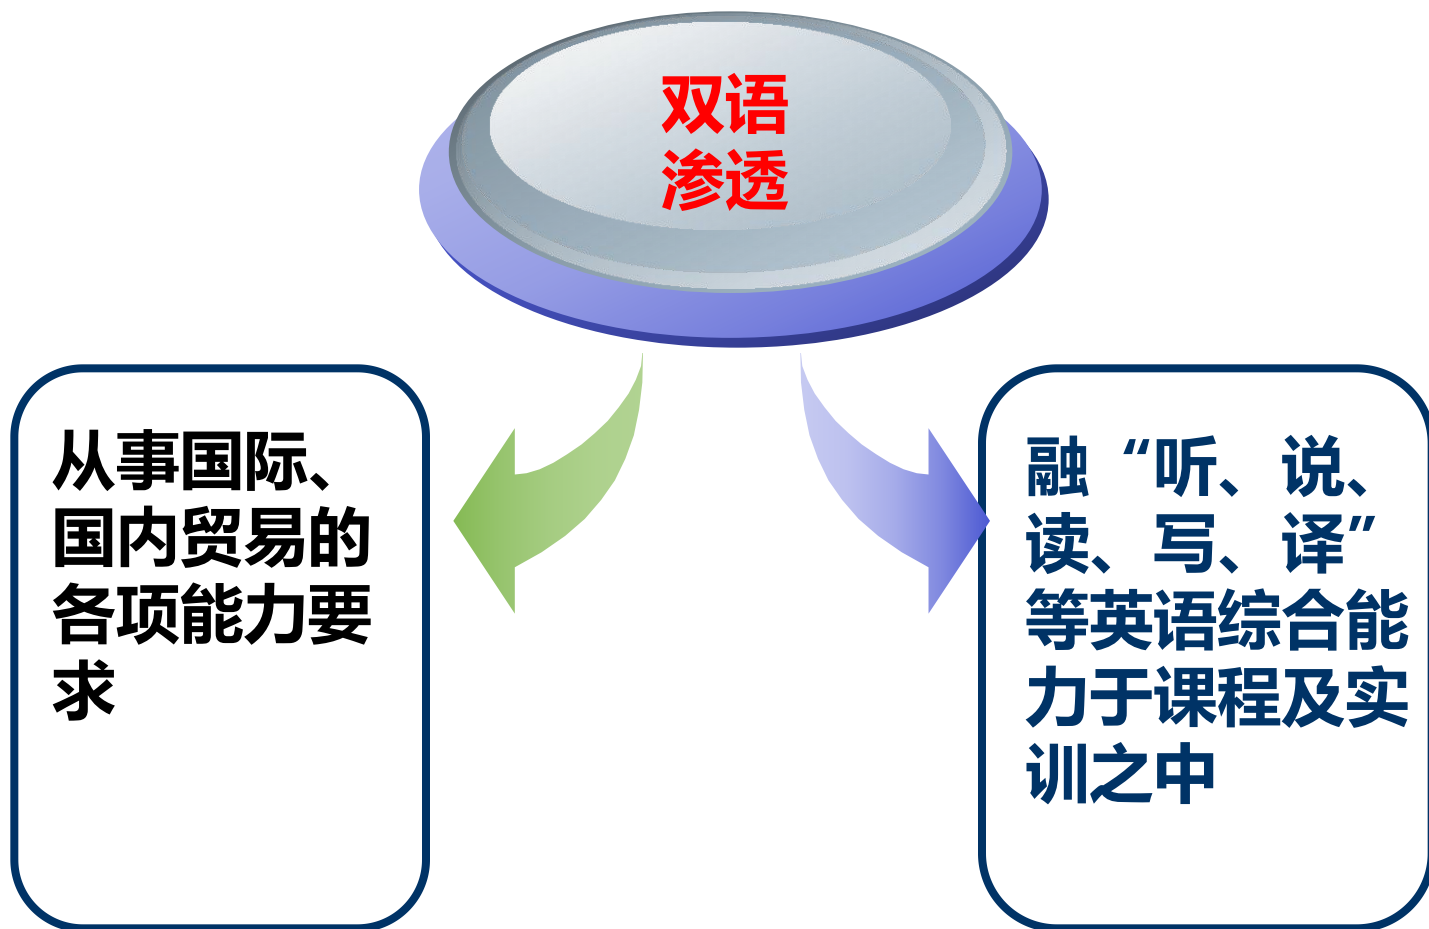 双语
渗透
从事国际、
国内贸易的
各项能力要
求
融“听、说、
读、写、译”
等英语综合能
力于课程及实
训之中